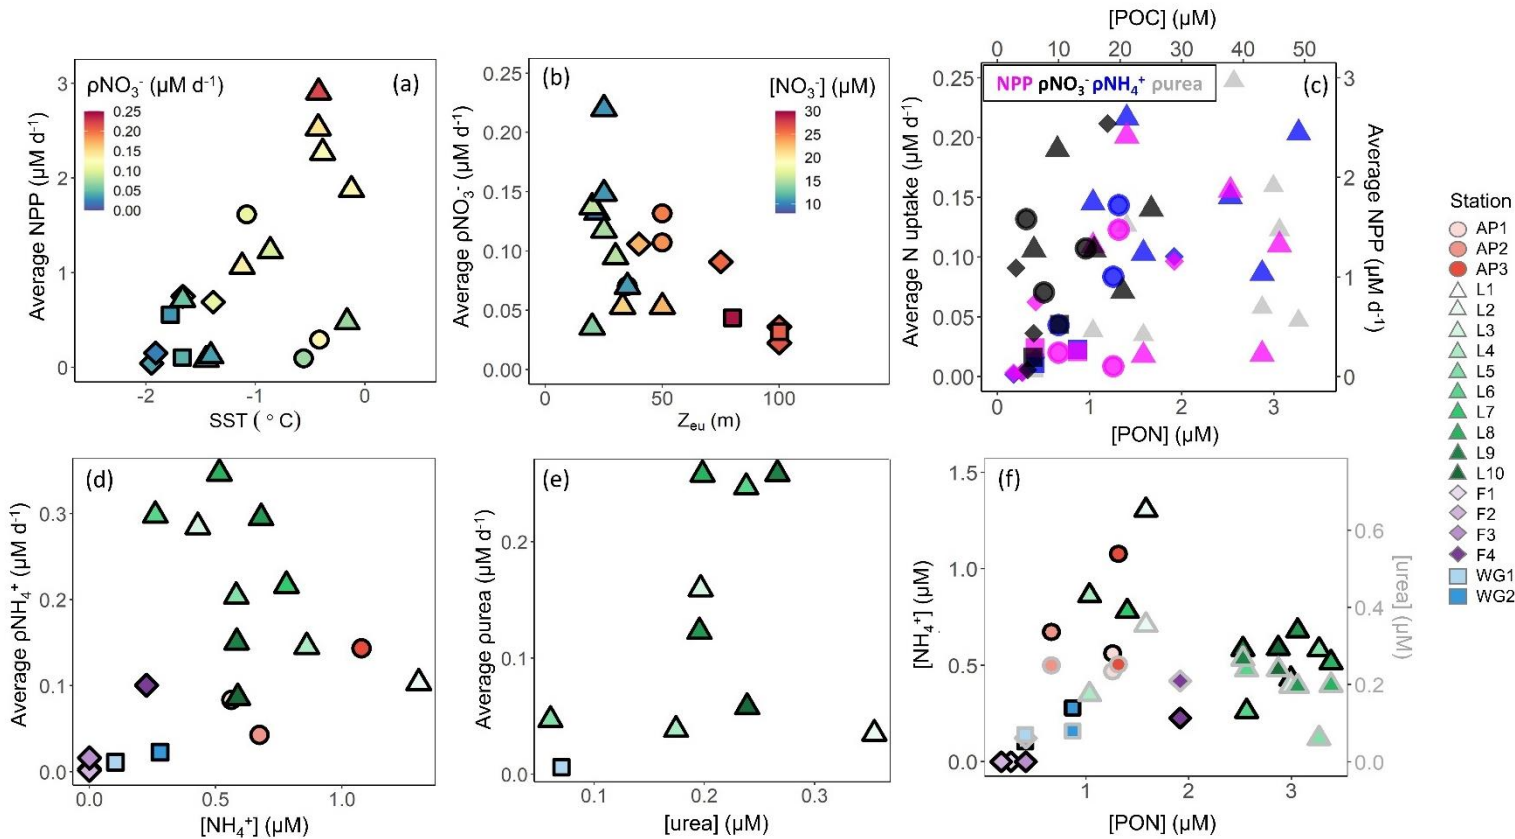 [POC] (µM)
0 10 20 30 40 50
ρNO₃⁻ (µM d⁻¹) (a)
0.25
0.20
0.15
0.10
0.05
0.00
Average NPP (µM d⁻¹)
3
2
1
0
-2 -1 0
SST (°C)
(b) [NO₃⁻] (µM)
30
25
20
15
10
Average ρNO₃⁻ (µM d⁻¹)
0.25
0.20
0.15
0.10
0.05
0.00
0 50 100
Zeu (m)
NPP ρNO₃⁻ ρNH₄⁺ ρurea (c)
Average N uptake (µM d⁻¹)
0.25
0.20
0.15
0.10
0.05
0.00
Average NPP (µM d⁻¹)
3
2
1
0
0 1 2 3
[PON] (µM)
(d)
Average ρNH₄⁺ (µM d⁻¹)
0.3
0.2
0.1
0.0
0.0 0.5 1.0
[NH₄⁺] (µM)
(e)
Average ρurea (µM d⁻¹)
0.2
0.1
0.0
0.1 0.2 0.3
[urea] (µM)
(f)
[NH₄⁺] (µM)
1.5
1.0
0.5
0.0
[urea] (µM)
0.6
0.4
0.2
0.0
1 2 3
[PON] (µM)
Station
AP1
AP2
AP3
L1
L2
L3
L4
L5
L6
L7
L8
L9
L10
F1
F2
F3
F4
WG1
WG2